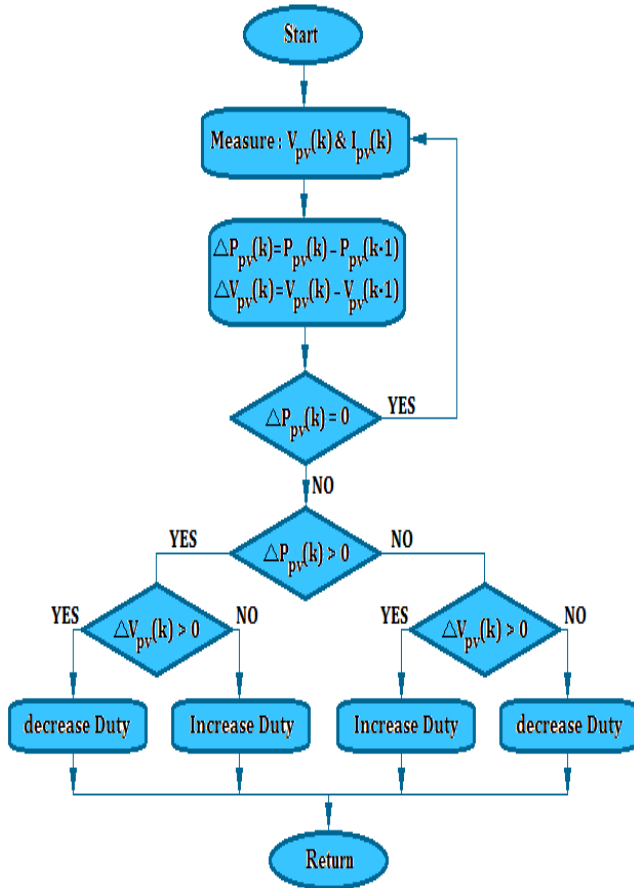 Start
Measure : Vpv(k) & Ipv(k)
△Ppv(k)=Ppv(k)–Ppv(k-1)
△Vpv(k)=Vpv(k)–Vpv(k-1)
△Ppv(k) = 0
YES
NO
△Ppv(k) > 0
YES
NO
△Vpv(k) > 0
YES
NO
△Vpv(k) > 0
YES
NO
decrease Duty
Increase Duty
Increase Duty
decrease Duty
Return